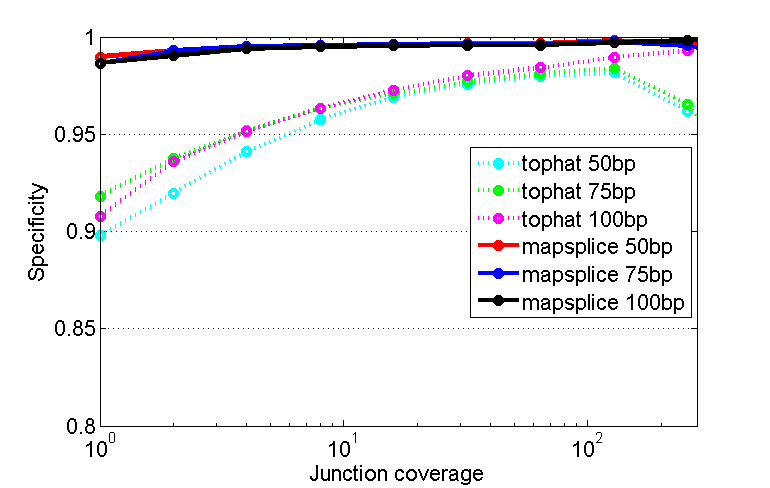 1
0.95
0.9
0.85
0.8
Specificity
10^0
10^1
10^2
Junction coverage
tophat 50bp
tophat 75bp
tophat 100bp
mapsplice 50bp
mapsplice 75bp
mapsplice 100bp